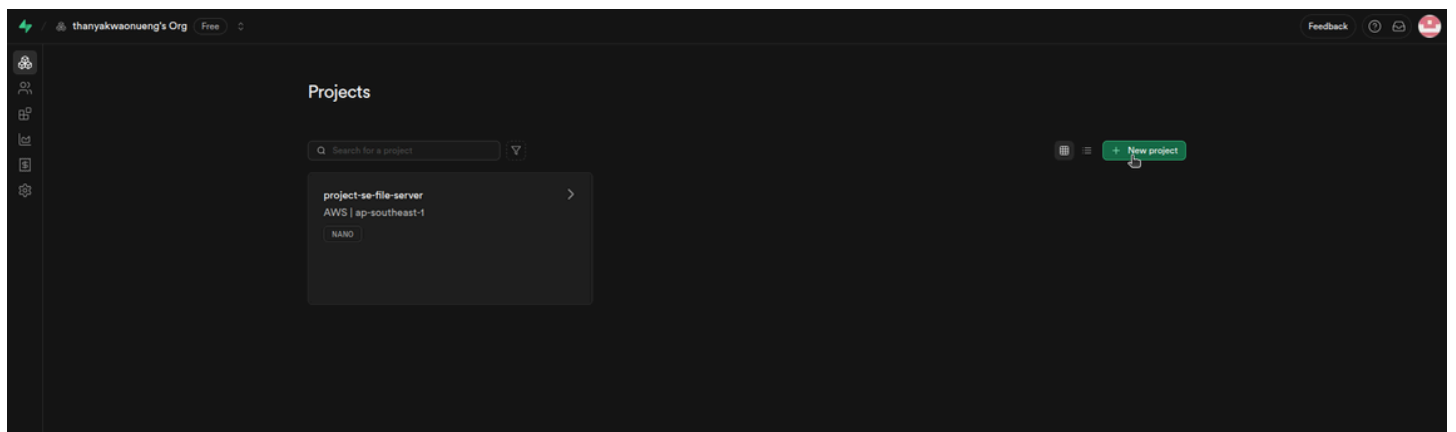 thanyakwaonueng's Org Free
Feedback
Projects
Search for a project
New project
project-se-file-server
AWS | ap-southeast-1
NANO